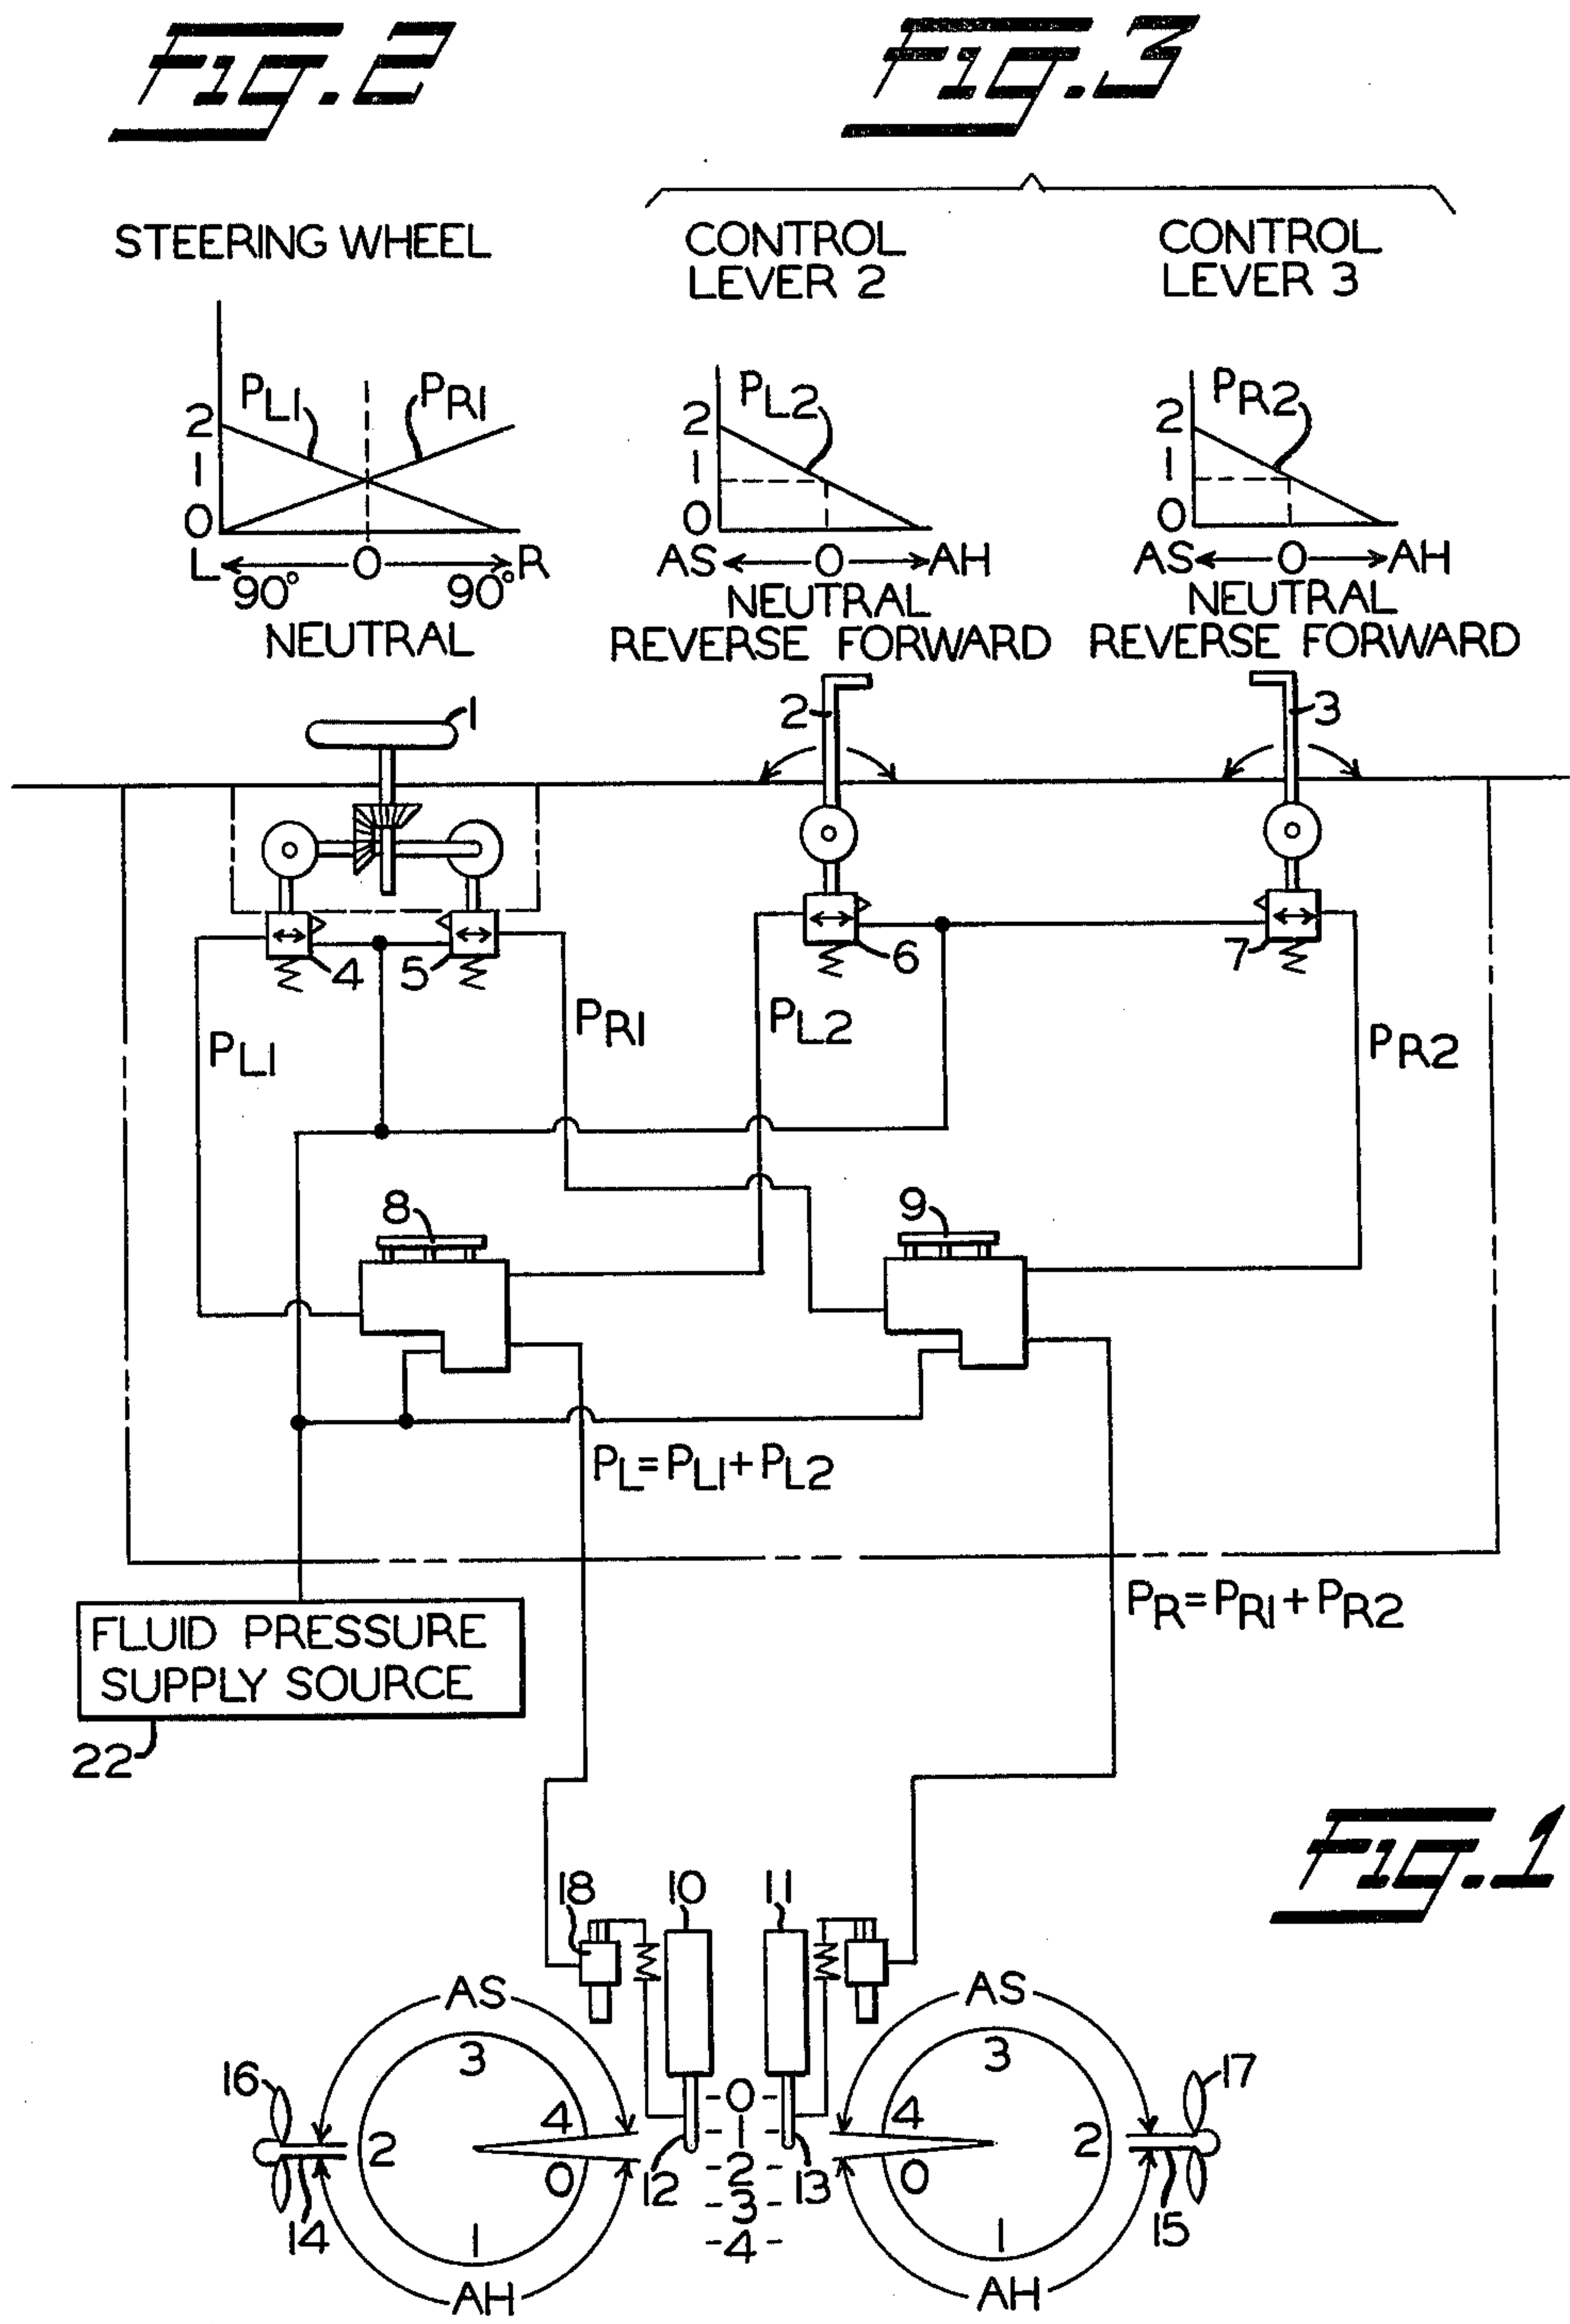 Fig. 2
Fig. 3
STEERING WHEEL
CONTROL
LEVER 2
CONTROL
LEVER 3
PL1
PR1
2
1
0
L
0
R
90°
90°
NEUTRAL
PL2
2
1
0
AS
0
AH
NEUTRAL
REVERSE FORWARD
PR2
2
1
0
AS
0
AH
NEUTRAL
REVERSE FORWARD
1
2
3
4
5
6
7
PL1
PR1
PL2
PR2
8
9
PL=PL1+PL2
PR=PR1+PR2
FLUID PRESSURE
SUPPLY SOURCE
22
Fig. 1
18
10
11
AS
3
4
2
0
1
AH
16
14
12
-0-
-1-
-2-
-3-
-4-
13
AS
3
4
2
0
1
AH
17
15